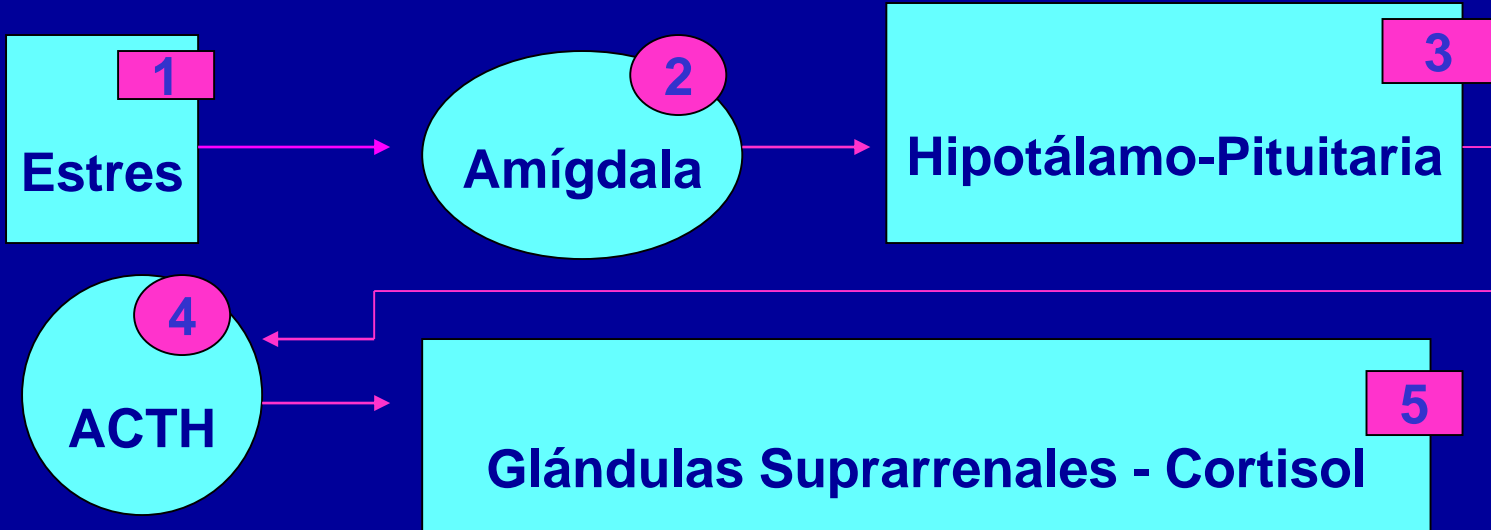 1
Estres
2
Amígdala
3
Hipotálamo-Pituitaria
4
ACTH
5
Glándulas Suprarrenales - Cortisol